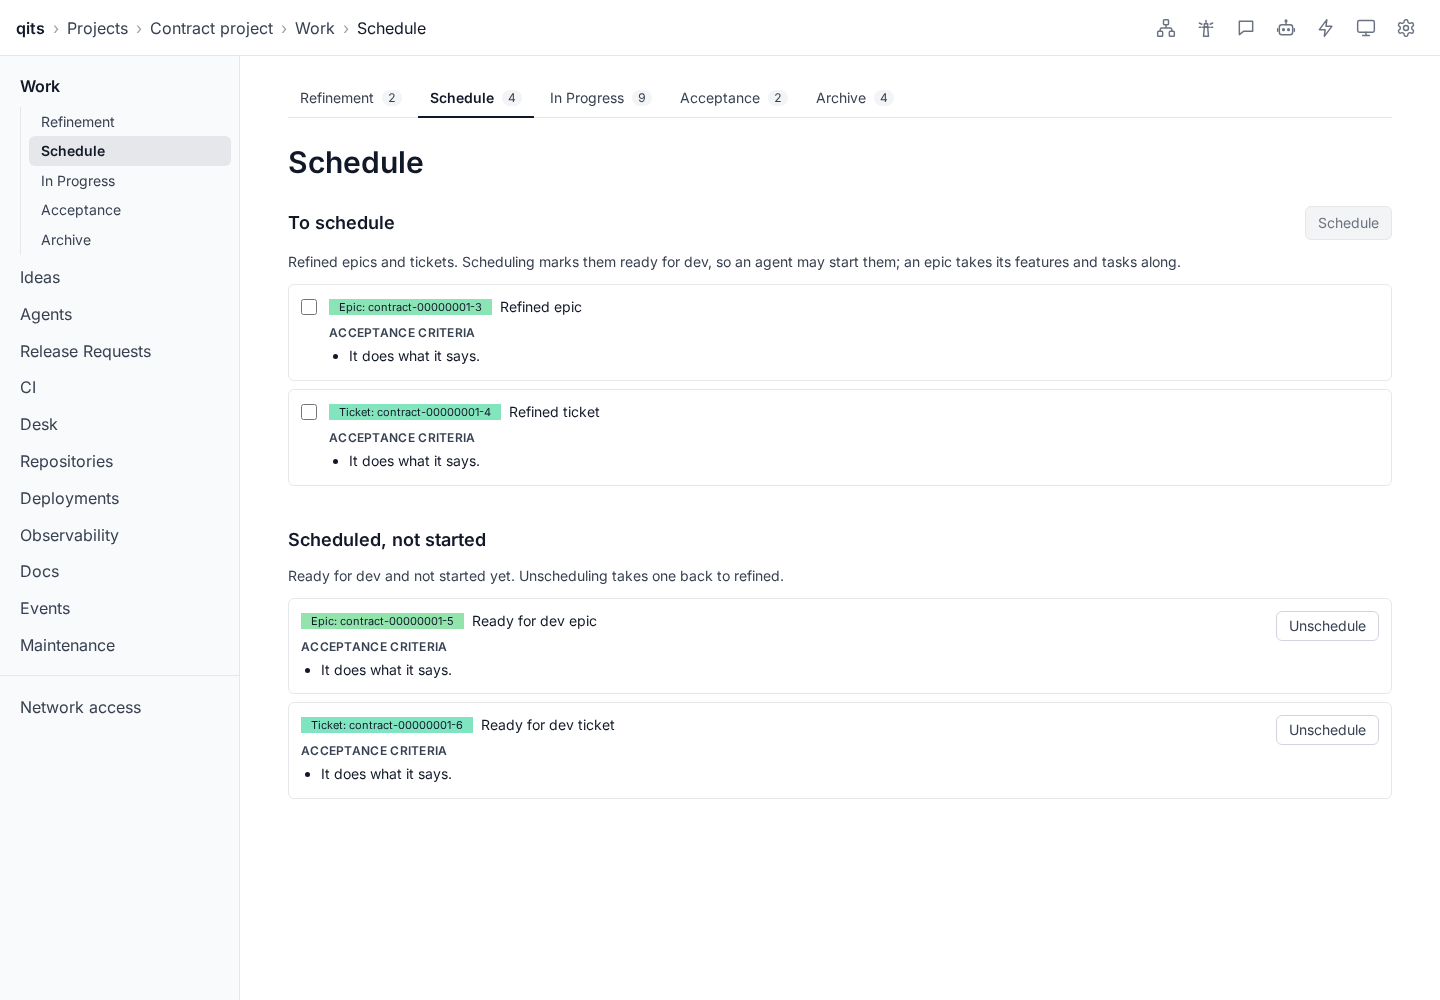 qits › Projects › Contract project › Work › Schedule
Work
Refinement
Schedule
In Progress
Acceptance
Archive
Ideas
Agents
Release Requests
CI
Desk
Repositories
Deployments
Observability
Docs
Events
Maintenance
Network access
Refinement 2 Schedule 4 In Progress 9 Acceptance 2 Archive 4
Schedule
To schedule Schedule
Refined epics and tickets. Scheduling marks them ready for dev, so an agent may start them; an epic takes its features and tasks along.
Epic: contract-00000001-3 Refined epic
ACCEPTANCE CRITERIA
• It does what it says.
Ticket: contract-00000001-4 Refined ticket
ACCEPTANCE CRITERIA
• It does what it says.
Scheduled, not started
Ready for dev and not started yet. Unscheduling takes one back to refined.
Epic: contract-00000001-5 Ready for dev epic Unschedule
ACCEPTANCE CRITERIA
• It does what it says.
Ticket: contract-00000001-6 Ready for dev ticket Unschedule
ACCEPTANCE CRITERIA
• It does what it says.